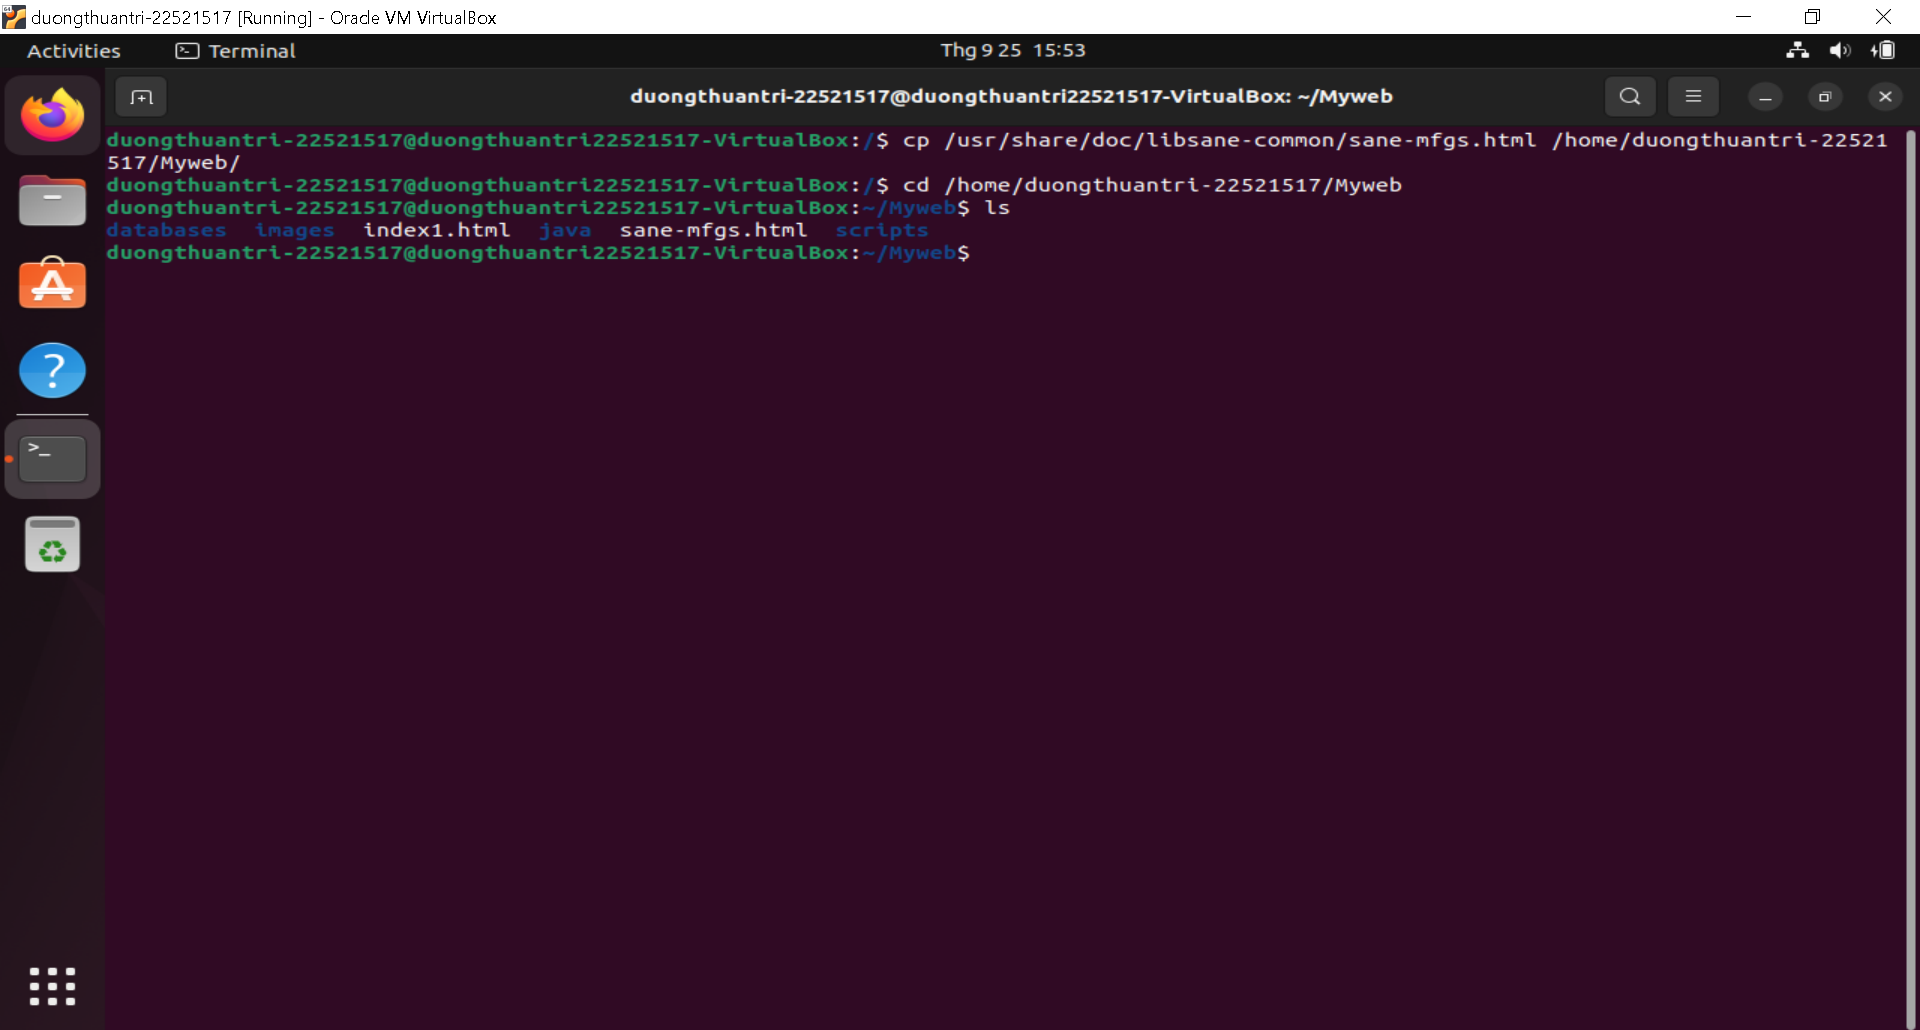 duongthuantri-22521517 [Running] - Oracle VM VirtualBox
Activities Terminal Thg 9 25 15:53
duongthuantri-22521517@duongthuantri22521517-VirtualBox: ~/Myweb
duongthuantri-22521517@duongthuantri22521517-VirtualBox:/$ cp /usr/share/doc/libsane-common/sane-mfgs.html /home/duongthuantri-22521
517/Myweb/
duongthuantri-22521517@duongthuantri22521517-VirtualBox:/$ cd /home/duongthuantri-22521517/Myweb
duongthuantri-22521517@duongthuantri22521517-VirtualBox:~/Myweb$ ls
databases images index1.html java sane-mfgs.html scripts
duongthuantri-22521517@duongthuantri22521517-VirtualBox:~/Myweb$